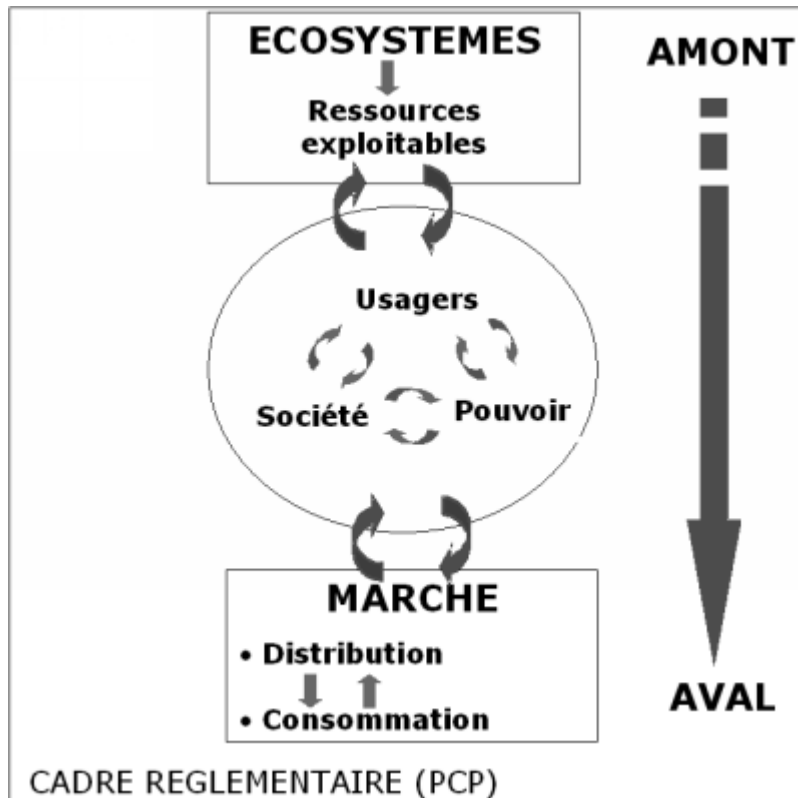 ECOSYSTEMES
AMONT
Ressources
exploitables
Usagers
Société
Pouvoir
MARCHE
• Distribution
• Consommation
AVAL
CADRE REGLEMENTAIRE (PCP)